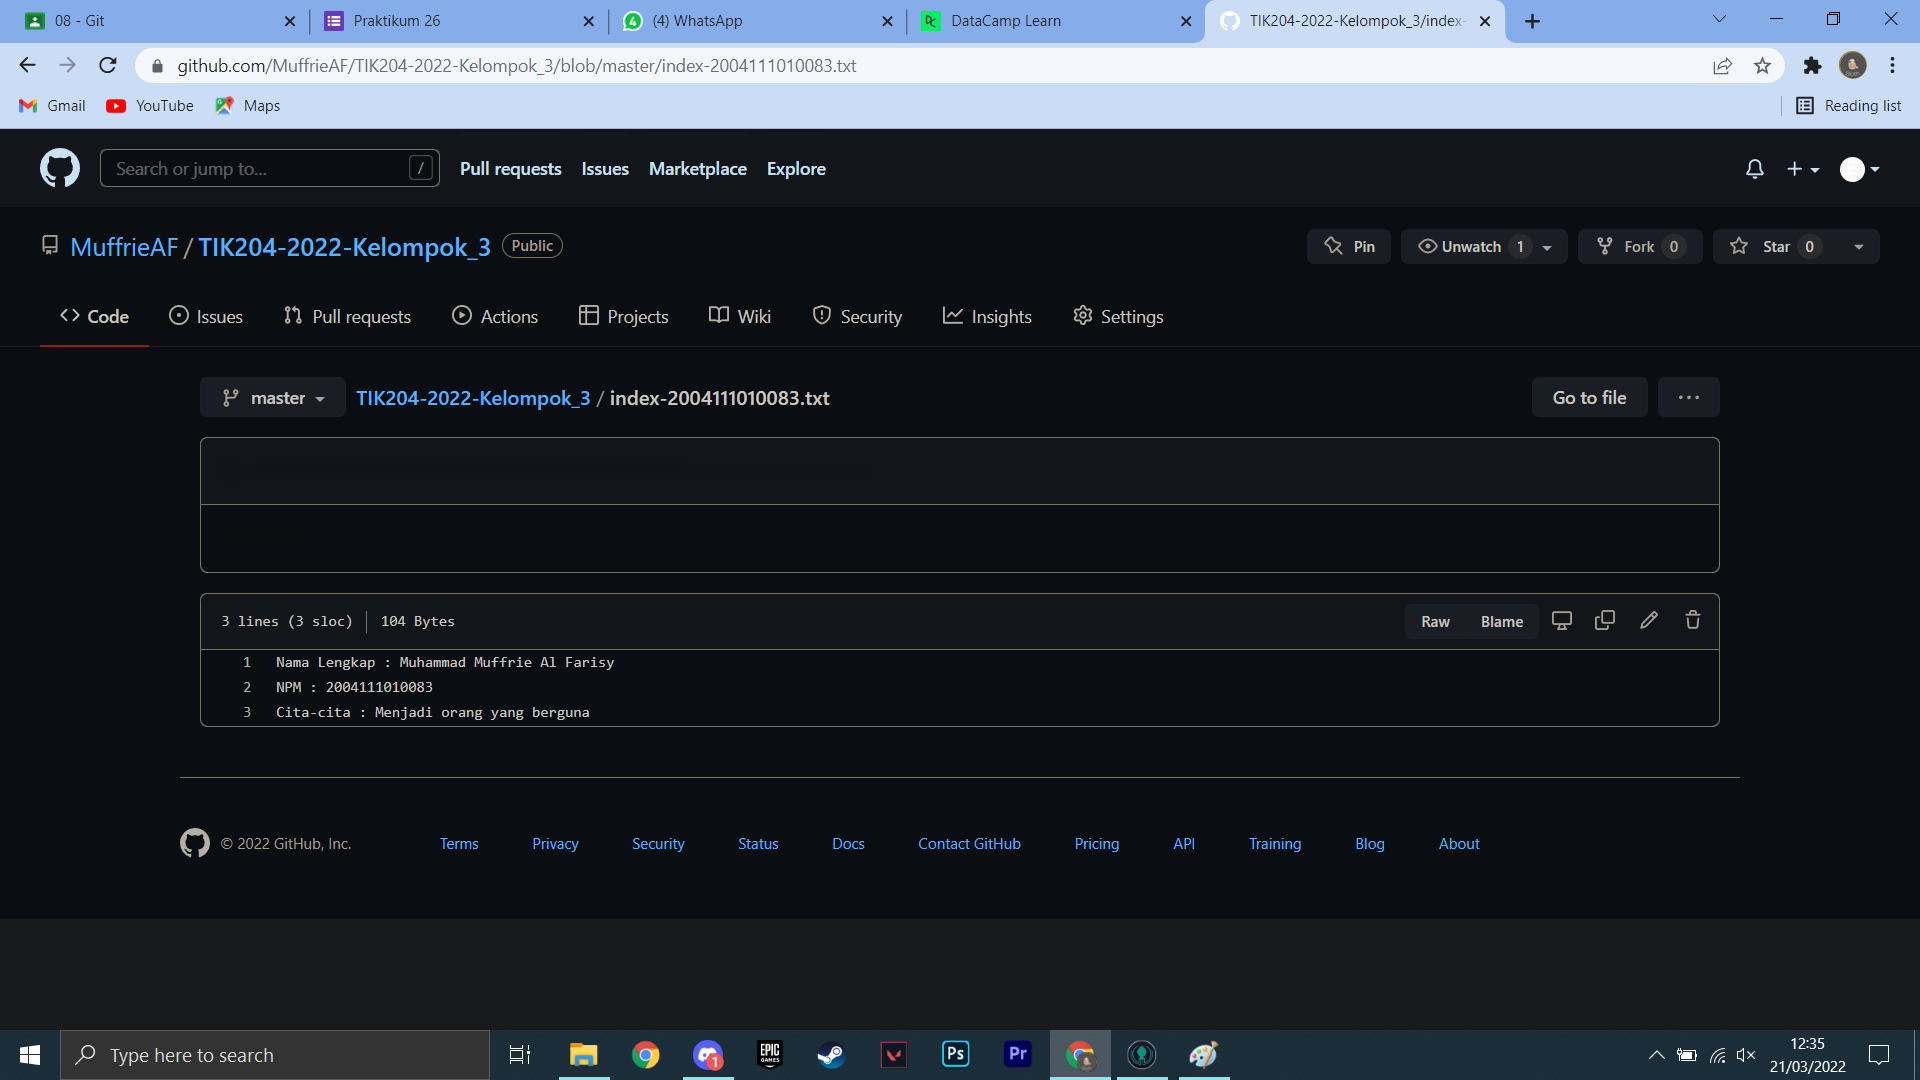 08 - Git
Praktikum 26
(4) WhatsApp
DataCamp Learn
TIK204-2022-Kelompok_3/index-
github.com/MuffrieAF/TIK204-2022-Kelompok_3/blob/master/index-2004111010083.txt
Gmail YouTube Maps Reading list
Search or jump to... / Pull requests Issues Marketplace Explore
MuffrieAF / TIK204-2022-Kelompok_3 Public Pin Unwatch 1 Fork 0 Star 0
Code Issues Pull requests Actions Projects Wiki Security Insights Settings
master TIK204-2022-Kelompok_3 / index-2004111010083.txt Go to file ...
3 lines (3 sloc) 104 Bytes Raw Blame
1 Nama Lengkap : Muhammad Muffrie Al Farisy
2 NPM : 2004111010083
3 Cita-cita : Menjadi orang yang berguna
© 2022 GitHub, Inc. Terms Privacy Security Status Docs Contact GitHub Pricing API Training Blog About
Type here to search 1 EPIC GAMES Ps Pr 12:35
21/03/2022